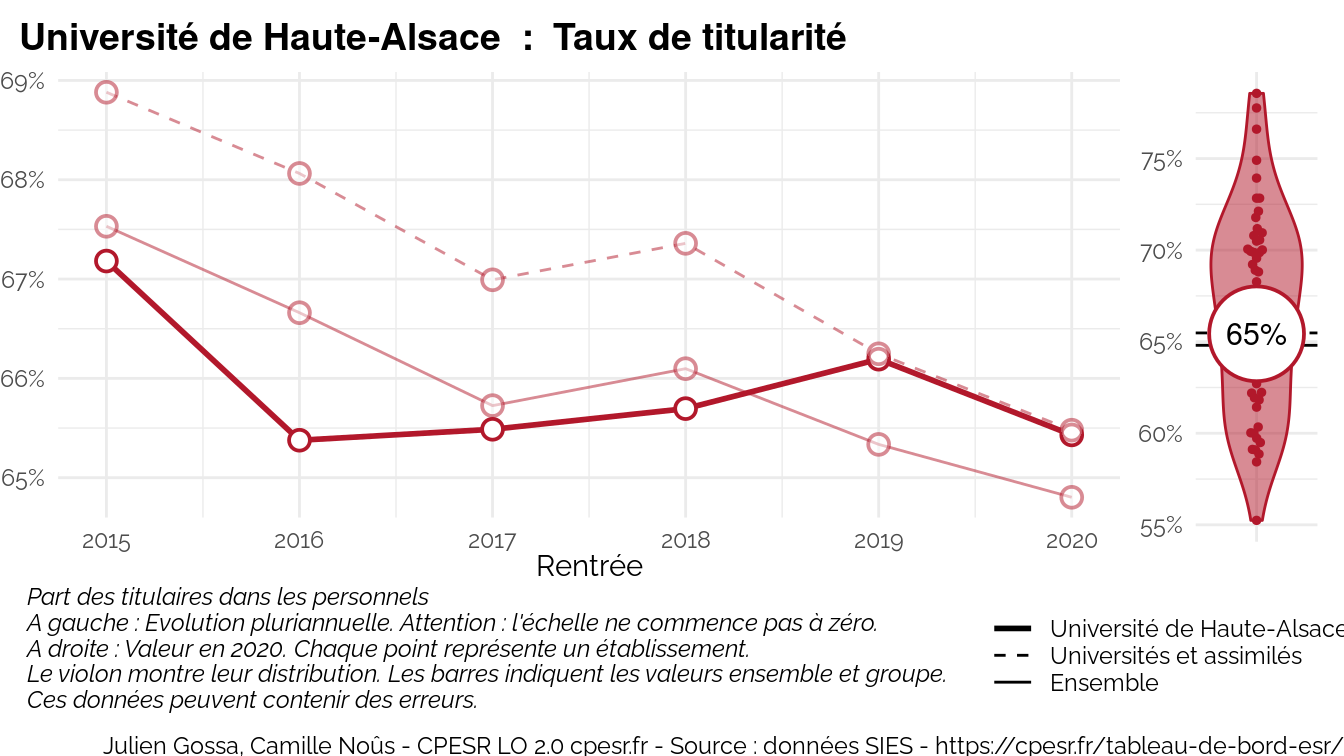 Université de Haute-Alsace : Taux de titularité
69%
68%
67%
66%
65%
2015 2016 2017 2018 2019 2020
Rentrée
75%
70%
65%
60%
55%
65%
Part des titulaires dans les personnels
A gauche : Evolution pluriannuelle. Attention : l'échelle ne commence pas à zéro.
A droite : Valeur en 2020. Chaque point représente un établissement.
Le violon montre leur distribution. Les barres indiquent les valeurs ensemble et groupe.
Ces données peuvent contenir des erreurs.
Université de Haute-Alsace
Universités et assimilés
Ensemble
Julien Gossa, Camille Noûs - CPESR LO 2.0 cpesr.fr - Source : données SIES - https://cpesr.fr/tableau-de-bord-esr/